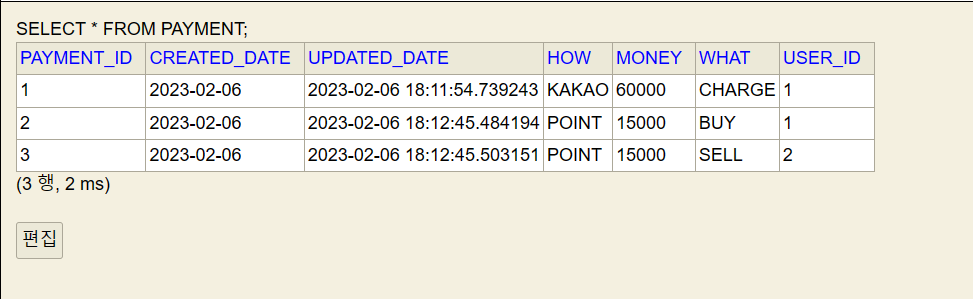 SELECT * FROM PAYMENT;
PAYMENT_ID CREATED_DATE UPDATED_DATE HOW MONEY WHAT USER_ID
1 2023-02-06 2023-02-06 18:11:54.739243 KAKAO 60000 CHARGE 1
2 2023-02-06 2023-02-06 18:12:45.484194 POINT 15000 BUY 1
3 2023-02-06 2023-02-06 18:12:45.503151 POINT 15000 SELL 2
(3 행, 2 ms)
편집